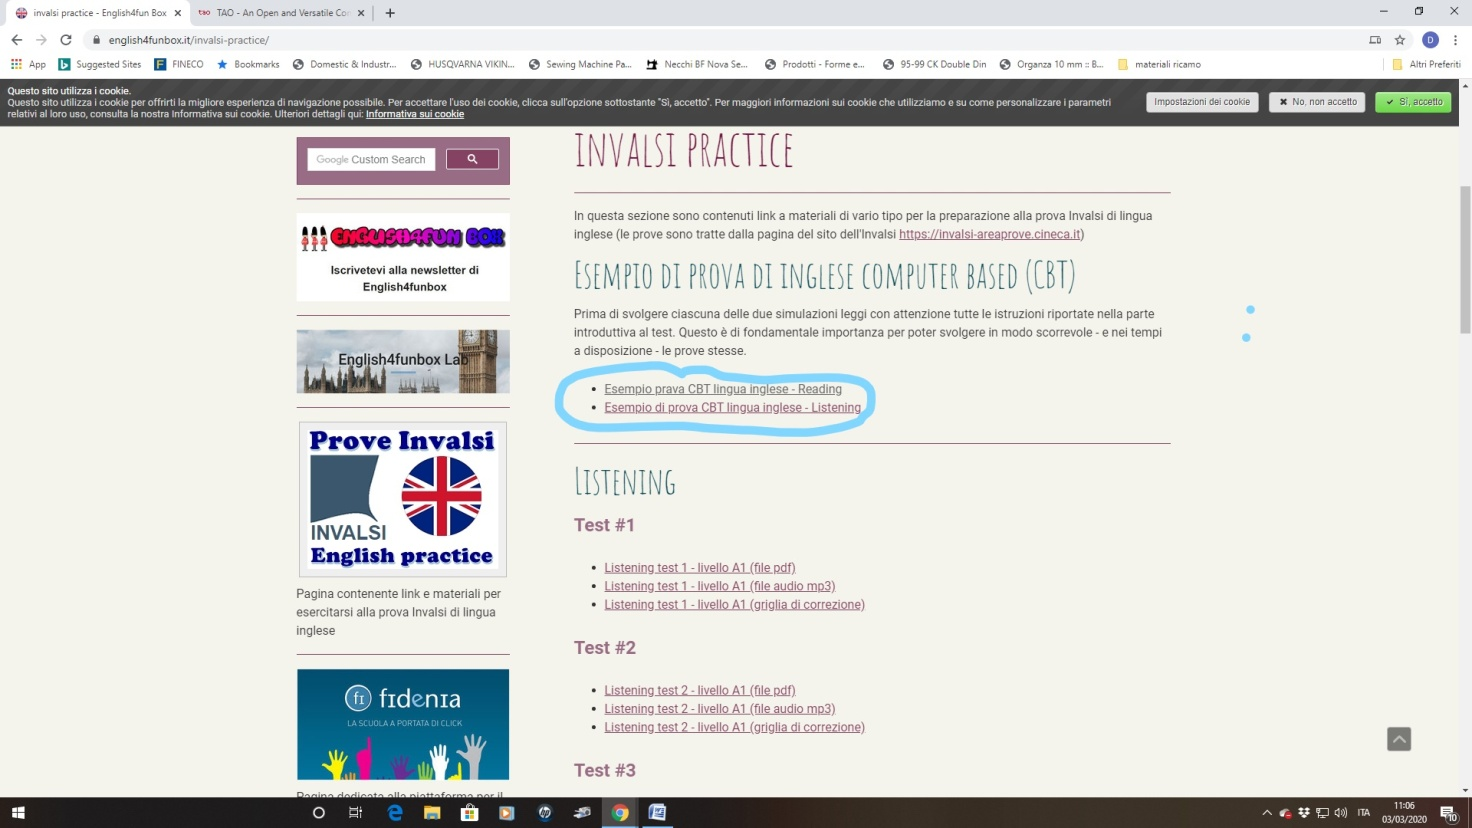 invalsi practice - English4fun Box
tao TAO - An Open and Versatile Co
english4funbox.it/invalsi-practice/
D
App
Suggested Sites
FINECO
Bookmarks
Domestic & Industr...
HUSQVARNA VIKIN...
Sewing Machine Pa...
Necchi BF Nova Se...
Prodotti - Forme e...
95-99 CK Double Din
Organza 10 mm :: B...
materiali ricamo
Altri Preferiti
Questo sito utilizza i cookie.
Questo sito utilizza i cookie per offrirti la migliore esperienza di navigazione possibile. Per accettare l'uso dei cookie, clicca sull'opzione sottostante "Sì, accetto". Per maggiori informazioni sui cookie che utilizziamo e su come personalizzare i parametri
relativi al loro uso, consulta la nostra Informativa sui cookie. Ulteriori dettagli qui: Informativa sui cookie
Impostazioni dei cookie
No, non accetto
Sì, accetto
Google Custom Search
ENGLISH4FUN BOX
Iscrivetevi alla newsletter di
English4funbox
English4funbox Lab
Prove Invalsi
INVALSI
English practice
Pagina contenente link e materiali per
esercitarsi alla prova Invalsi di lingua
inglese
fi fidenia
LA SCUOLA A PORTATA DI CLICK
Pagina dedicata alla piattaforma per il
INVALSI PRACTICE
In questa sezione sono contenuti link a materiali di vario tipo per la preparazione alla prova Invalsi di lingua
inglese (le prove sono tratte dalla pagina del sito dell'Invalsi https://invalsi-areaprove.cineca.it)
Esempio di prova di inglese computer based (CBT)
Prima di svolgere ciascuna delle due simulazioni leggi con attenzione tutte le istruzioni riportate nella parte
introduttiva al test. Questo è di fondamentale importanza per poter svolgere in modo scorrevole - e nei tempi
a disposizione - le prove stesse.
Esempio prava CBT lingua inglese - Reading
Esempio di prova CBT lingua inglese - Listening
Listening
Test #1
Listening test 1 - livello A1 (file pdf)
Listening test 1 - livello A1 (file audio mp3)
Listening test 1 - livello A1 (griglia di correzione)
Test #2
Listening test 2 - livello A1 (file pdf)
Listening test 2 - livello A1 (file audio mp3)
Listening test 2 - livello A1 (griglia di correzione)
Test #3
ITA
11:06
03/03/2020
10